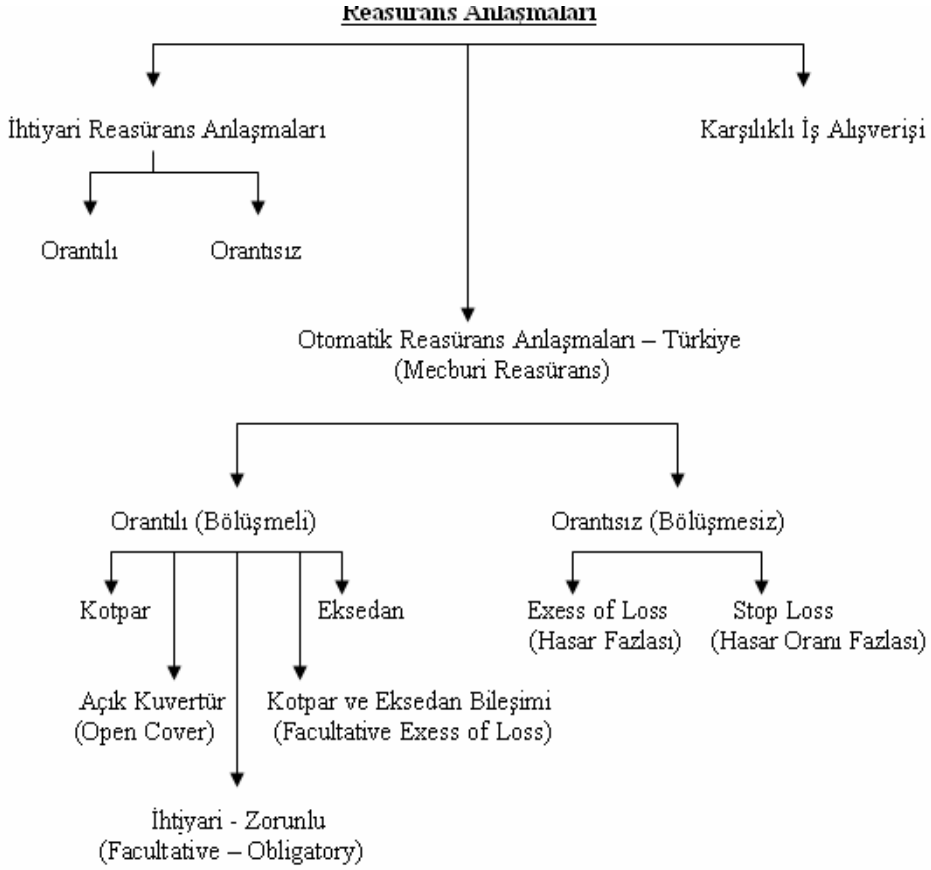 Reasürans Anlaşmaları
İhtiyari Reasürans Anlaşmaları
Karşılıklı İş Alışverişi
Orantılı
Orantısız
Otomatik Reasürans Anlaşmaları – Türkiye
(Mecburi Reasürans)
Orantılı (Bölüşmeli)
Orantısız (Bölüşmesiz)
Kotpar
Eksedan
Exess of Loss
(Hasar Fazlası)
Stop Loss
(Hasar Oranı Fazlası)
Açık Kuvertür
(Open Cover)
Kotpar ve Eksedan Bileşimi
(Facultative Exess of Loss)
İhtiyari - Zorunlu
(Facultative – Obligatory)